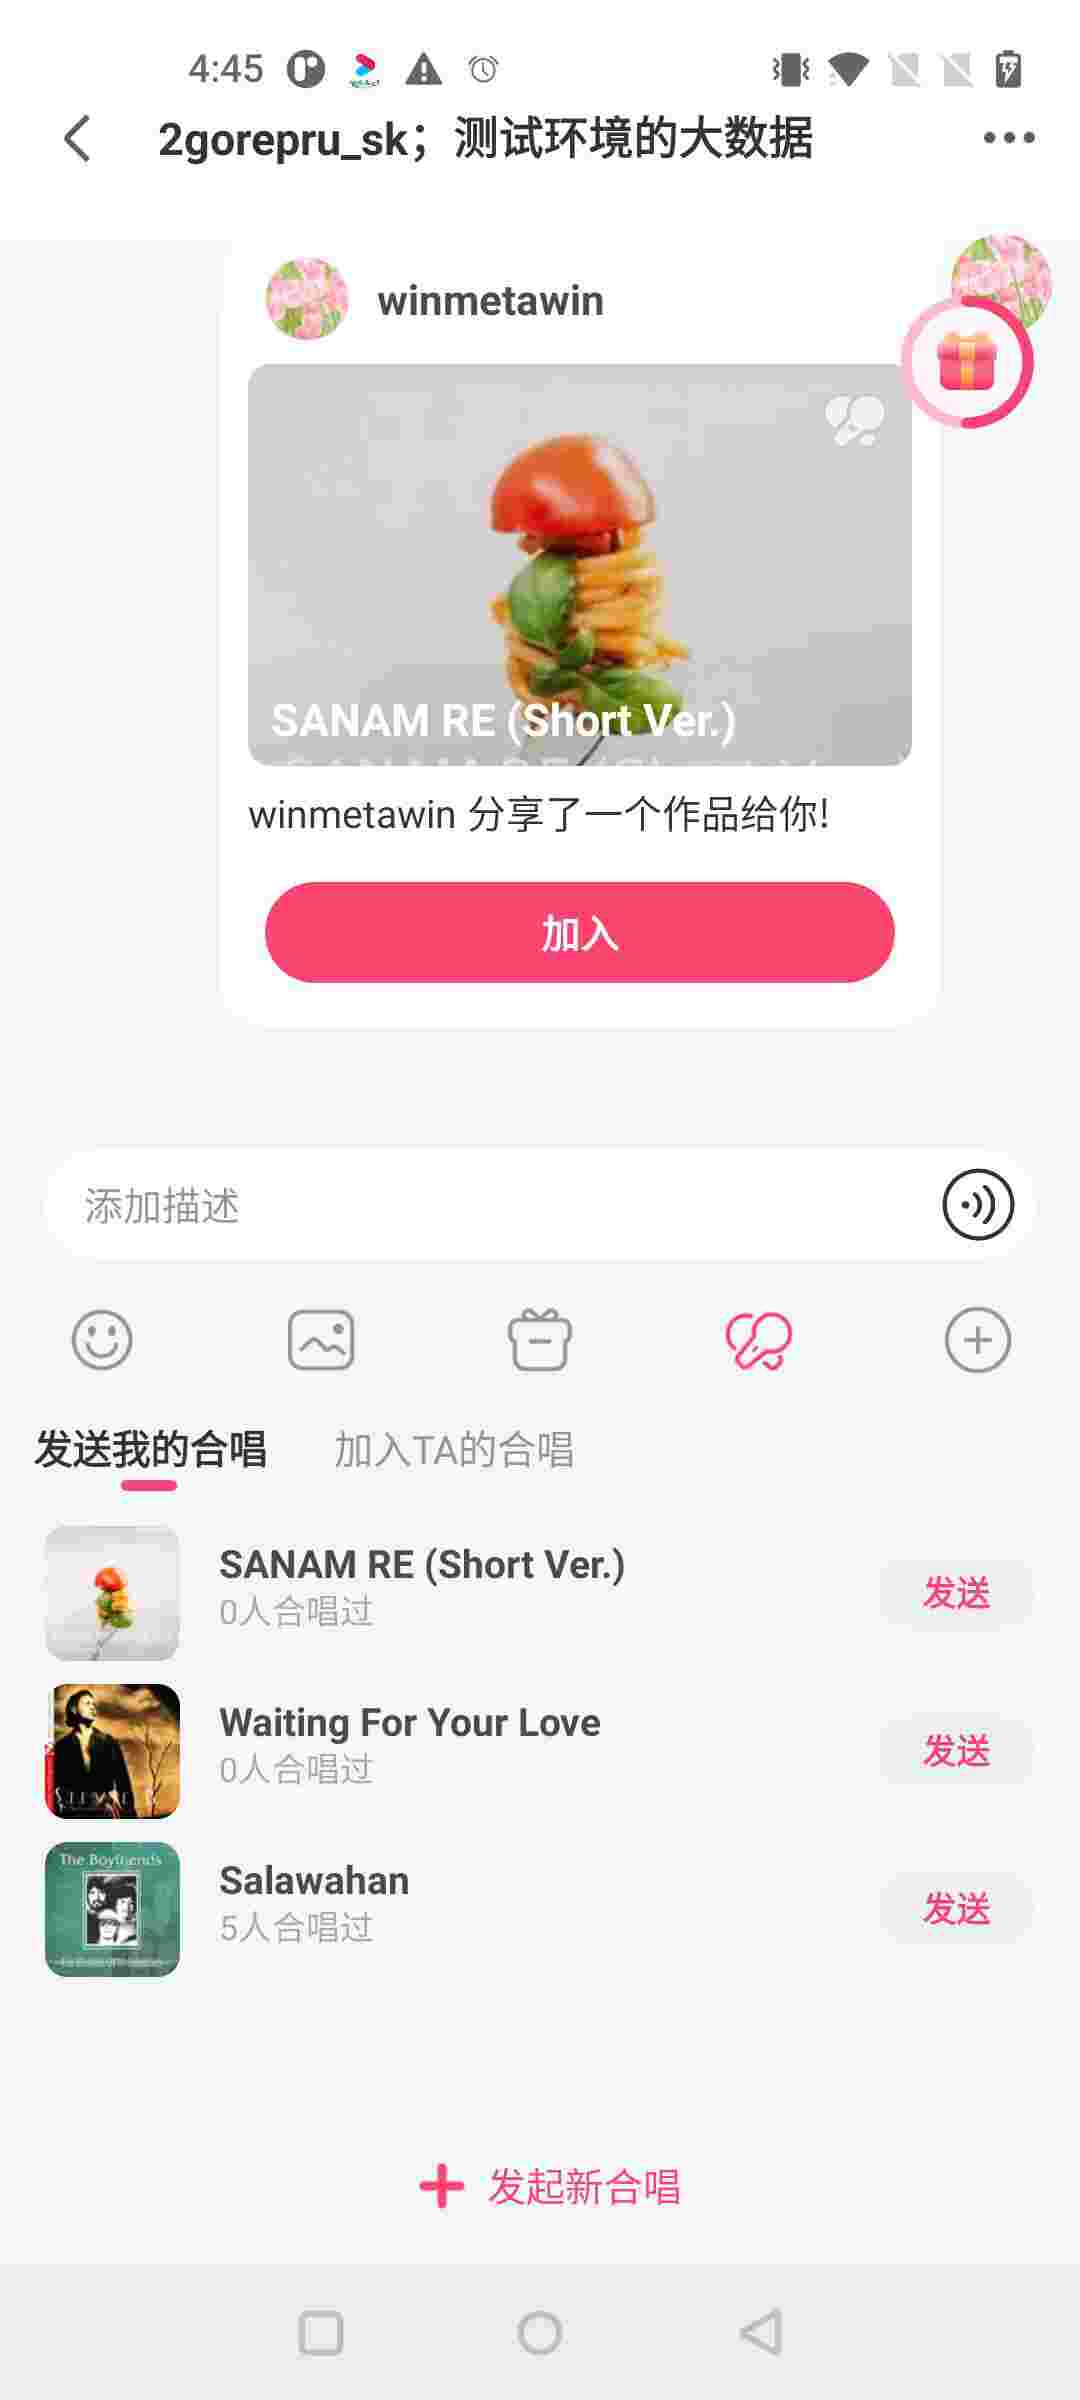 4:45
2gorepru_sk；测试环境的大数据
winmetawin
SANAM RE (Short Ver.)
winmetawin 分享了一个作品给你!
加入
添加描述
发送我的合唱 加入TA的合唱
SANAM RE (Short Ver.)
0人合唱过
发送
Waiting For Your Love
0人合唱过
发送
The Boyfriends
Salawahan
5人合唱过
发送
发起新合唱